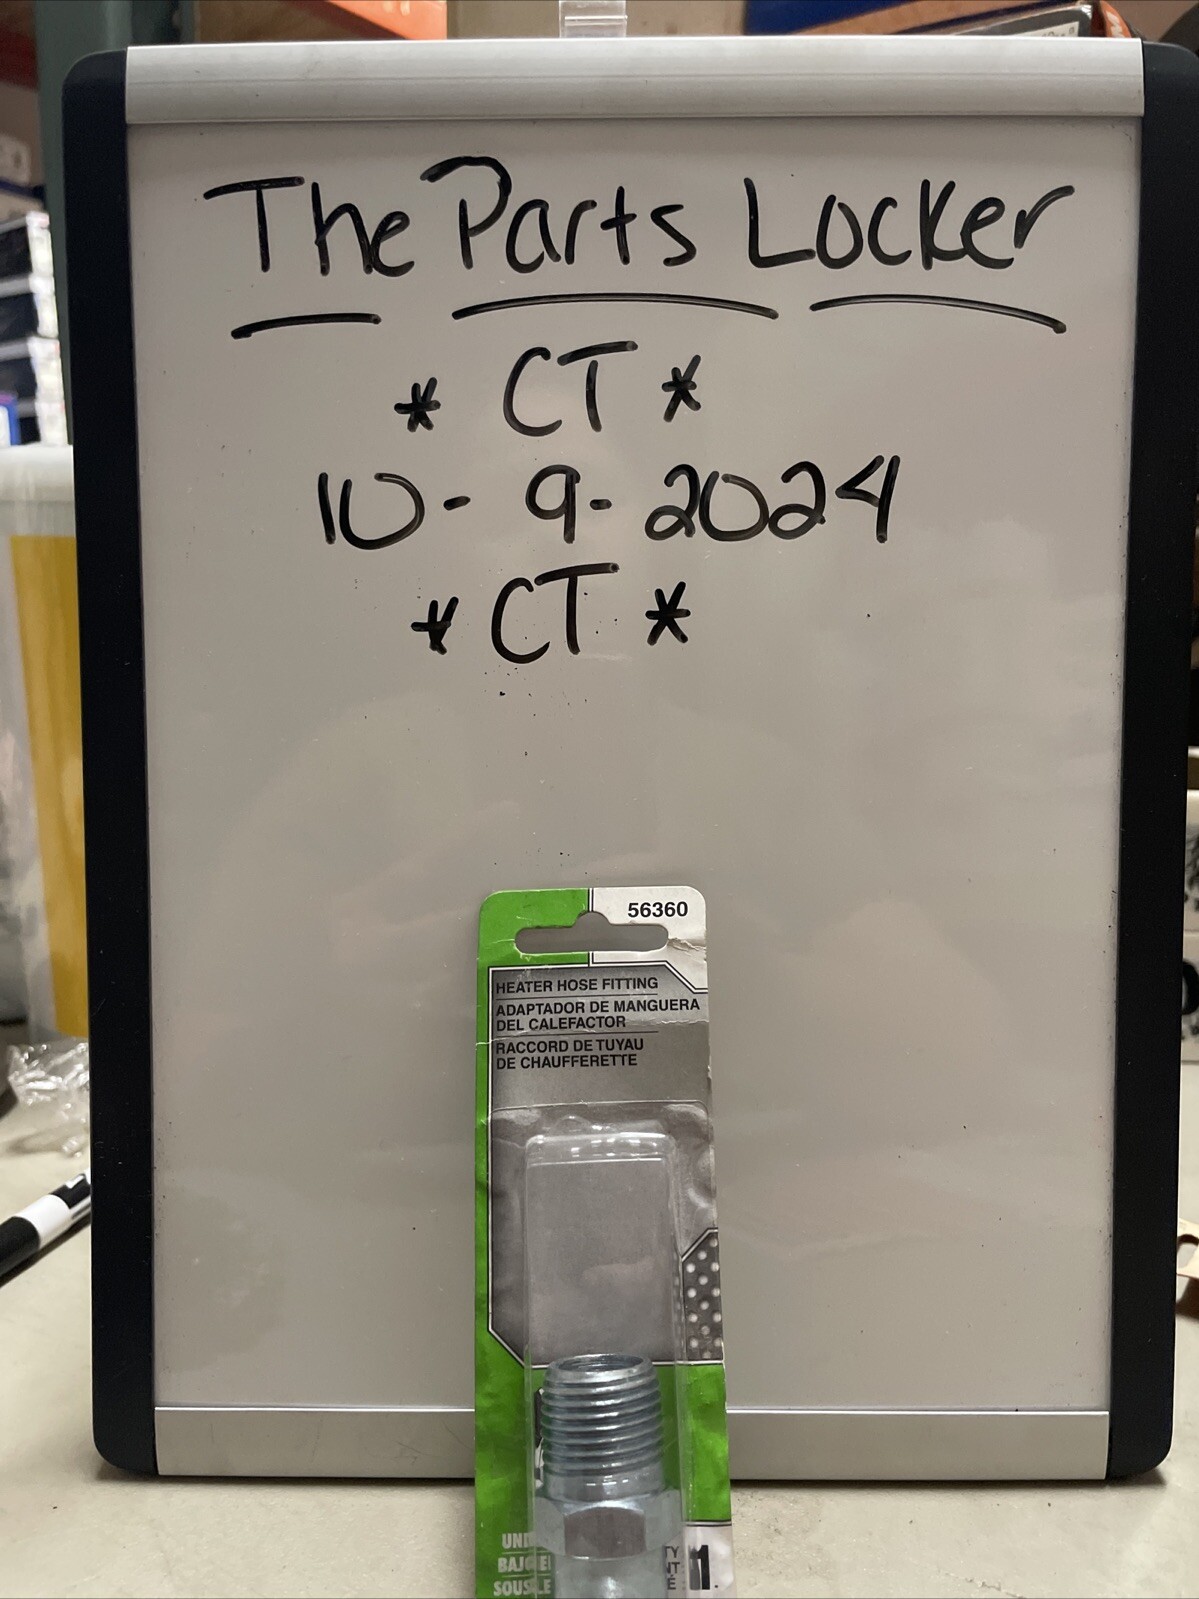 The Parts Locker
* CT *
10-9-2024
* CT *
56360
HEATER HOSE FITTING
ADAPTADOR DE MANGUERA
DEL CALEFACTOR
RACCORD DE TUYAU
DE CHAUFFERETTE
1